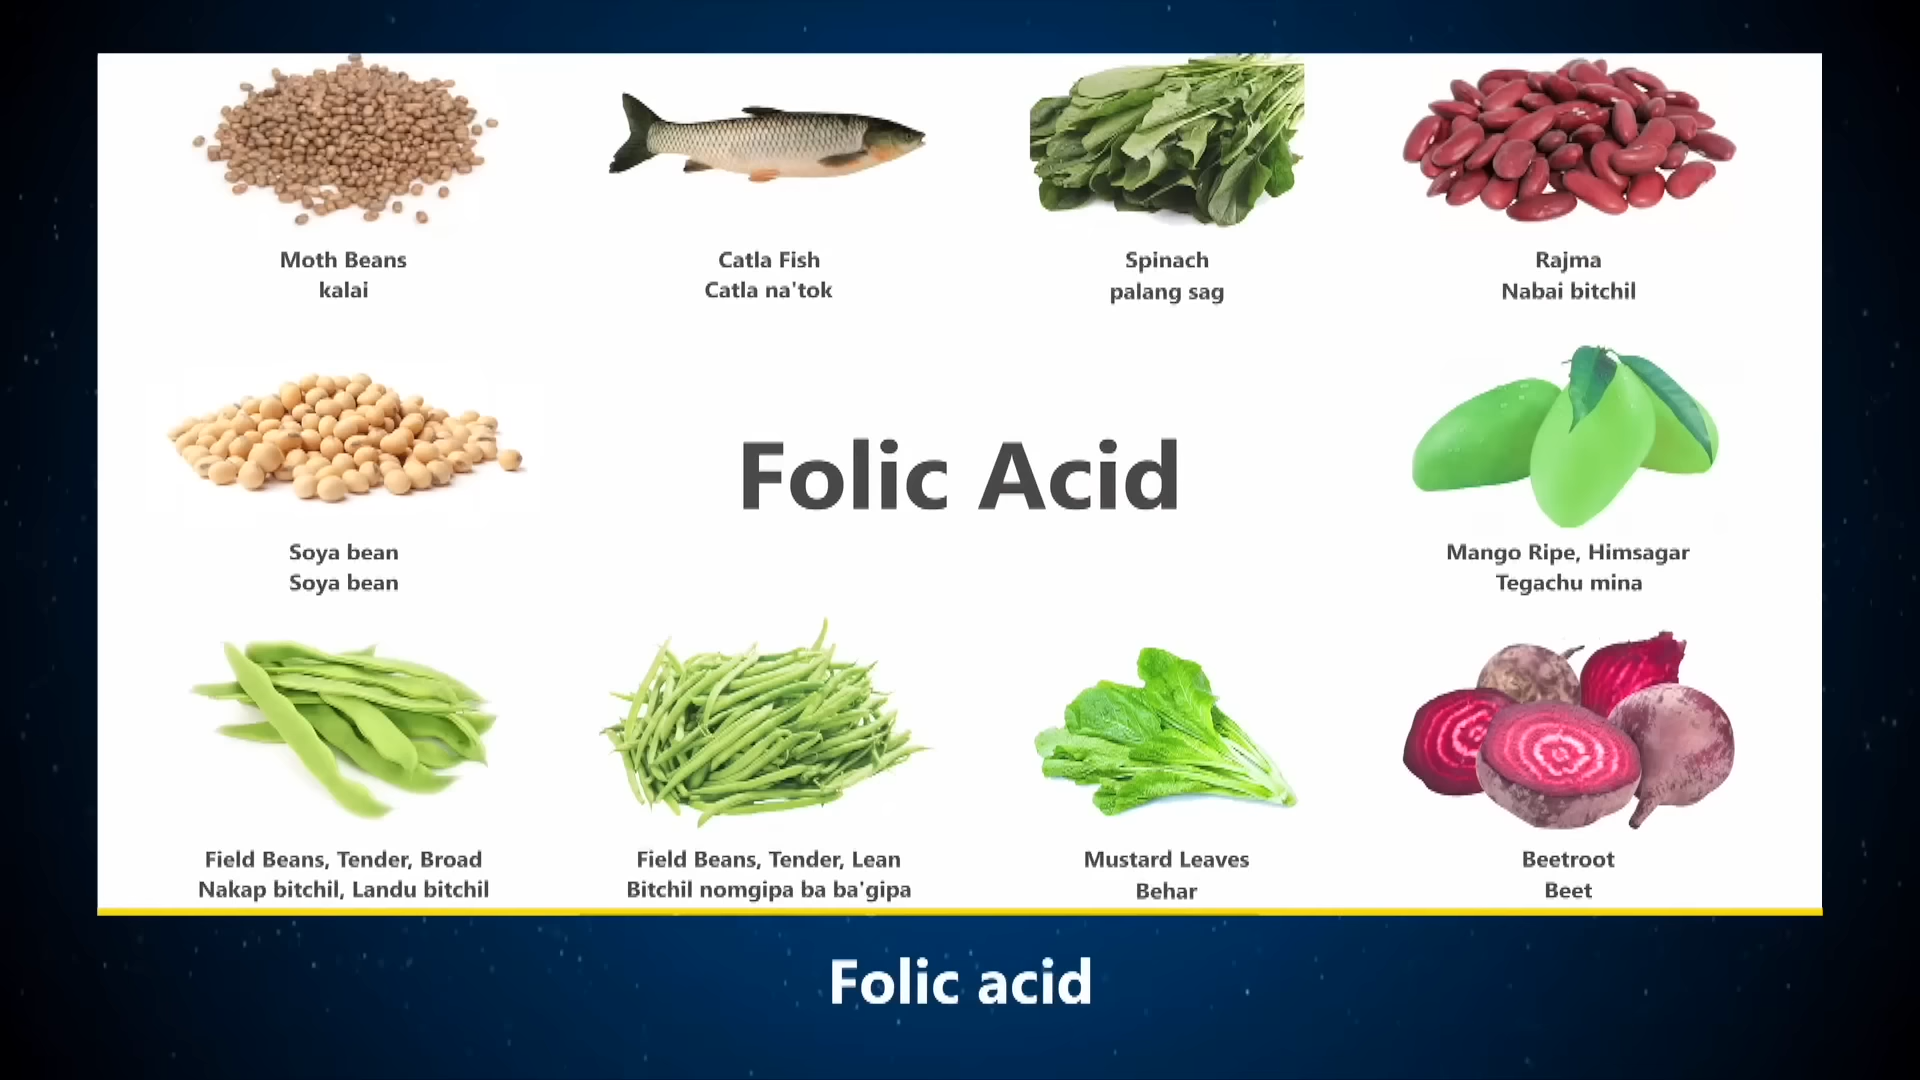 Moth Beans
kalai
Catla Fish
Catla na'tok
Spinach
palang sag
Rajma
Nabai bitchil
Soya bean
Soya bean
Folic Acid
Mango Ripe, Himsagar
Tegachu mina
Field Beans, Tender, Broad
Nakap bitchil, Landu bitchil
Field Beans, Tender, Lean
Bitchil nomgipa ba ba'gipa
Mustard Leaves
Behar
Beetroot
Beet
Folic acid